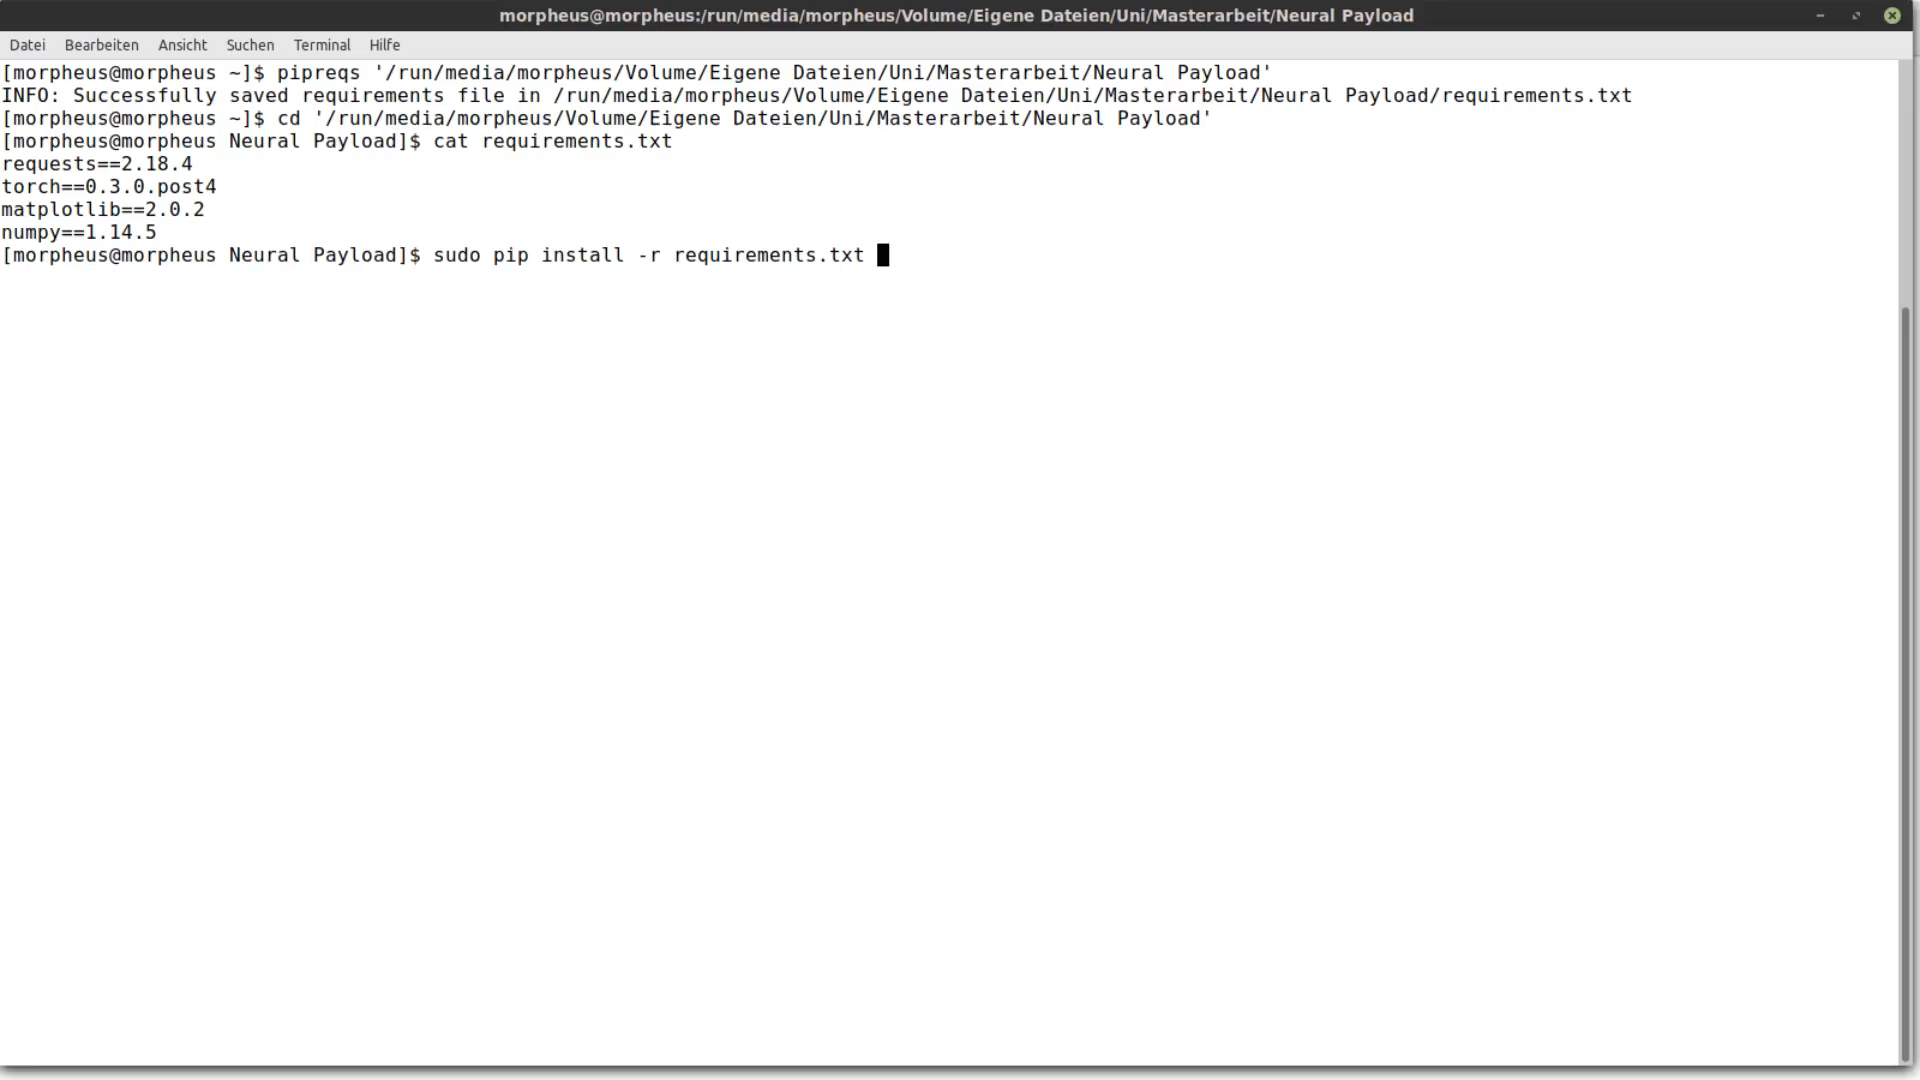 morpheus@morpheus:/run/media/morpheus/Volume/Eigene Dateien/Uni/Masterarbeit/Neural Payload
Datei Bearbeiten Ansicht Suchen Terminal Hilfe
[morpheus@morpheus ~]$ pipreqs '/run/media/morpheus/Volume/Eigene Dateien/Uni/Masterarbeit/Neural Payload'
INFO: Successfully saved requirements file in /run/media/morpheus/Volume/Eigene Dateien/Uni/Masterarbeit/Neural Payload/requirements.txt
[morpheus@morpheus ~]$ cd '/run/media/morpheus/Volume/Eigene Dateien/Uni/Masterarbeit/Neural Payload'
[morpheus@morpheus Neural Payload]$ cat requirements.txt
requests==2.18.4
torch==0.3.0.post4
matplotlib==2.0.2
numpy==1.14.5
[morpheus@morpheus Neural Payload]$ sudo pip install -r requirements.txt